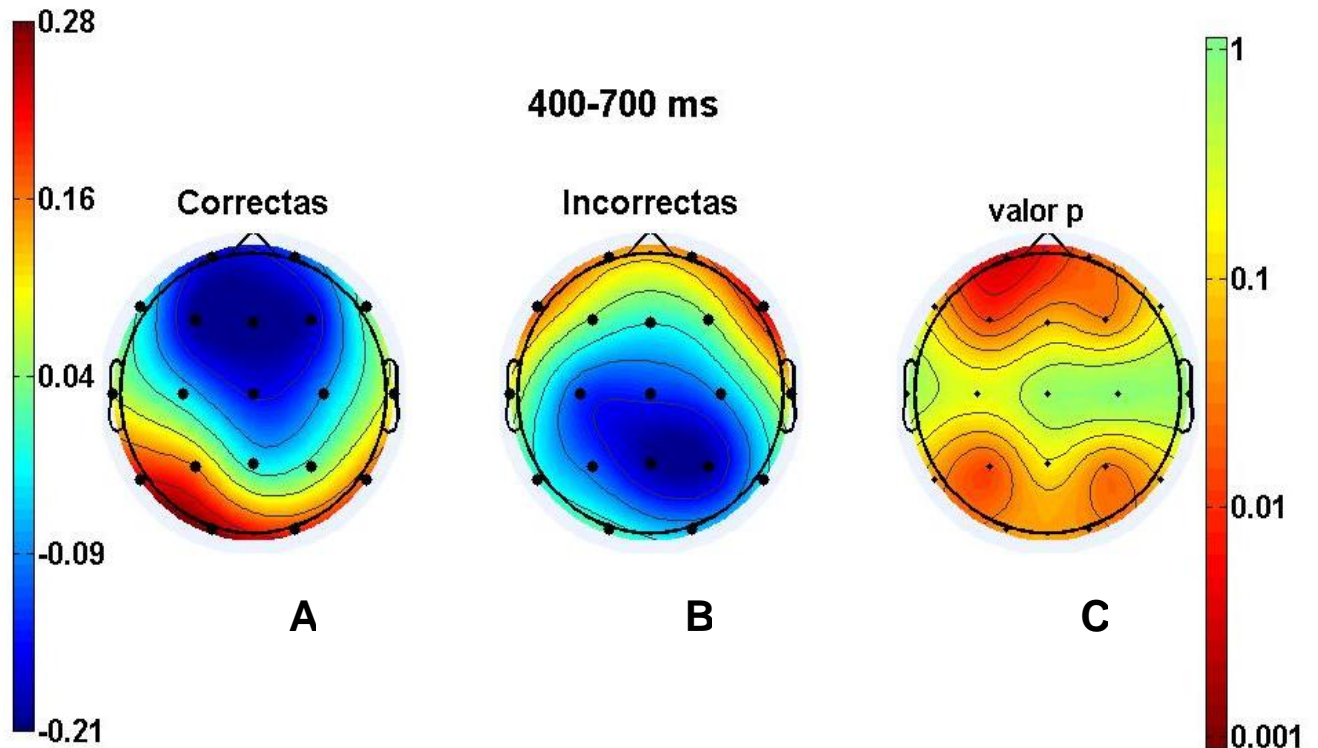 0.28
0.16
0.04
-0.09
-0.21
400-700 ms
Correctas
Incorrectas
valor p
A
B
C
1
0.1
0.01
0.001